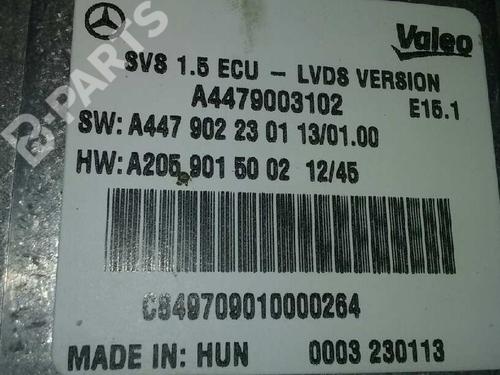 Valeo
SVS 1.5 ECU - LVDS VERSION
A4479003102 E15.1
SW: A447 902 23 01 13/01.00
HW: A205 901 50 02 12/45
C849709010000264
MADE IN: HUN 0003 230113
B-PARTS